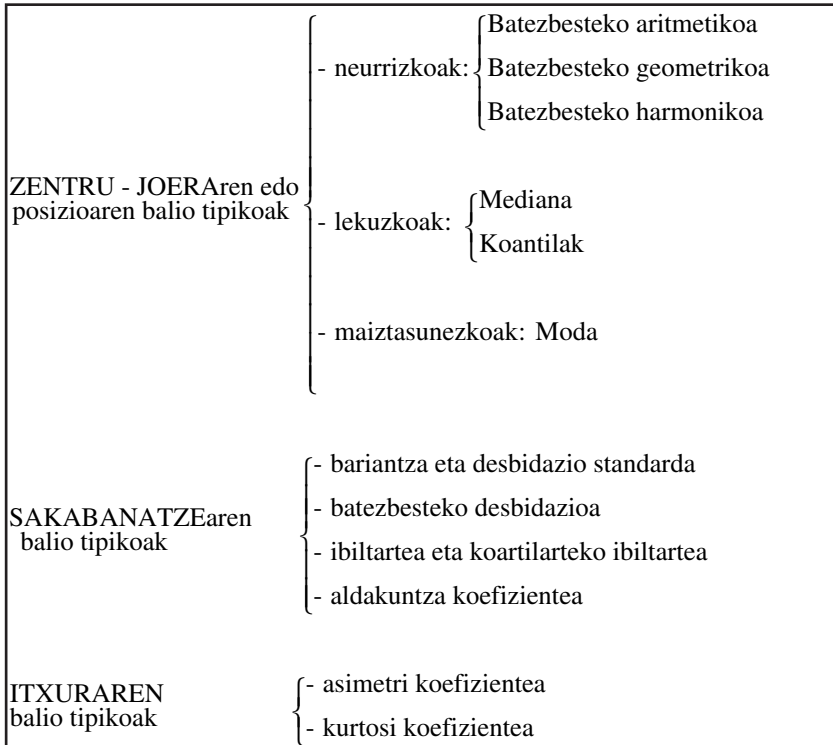 ZENTRU - JOERAren edo
posizioaren balio tipikoak
- neurrizkoak:
Batezbesteko aritmetikoa
Batezbesteko geometrikoa
Batezbesteko harmonikoa
- lekuzkoak:
Mediana
Koantilak
- maiztasunezkoak: Moda
SAKABANATZEaren
balio tipikoak
- bariantza eta desbidazio standarda
- batezbesteko desbidazioa
- ibiltartea eta koartilarteko ibiltartea
- aldakuntza koefizientea
ITXURAREN
balio tipikoak
- asimetri koefizientea
- kurtosi koefizientea